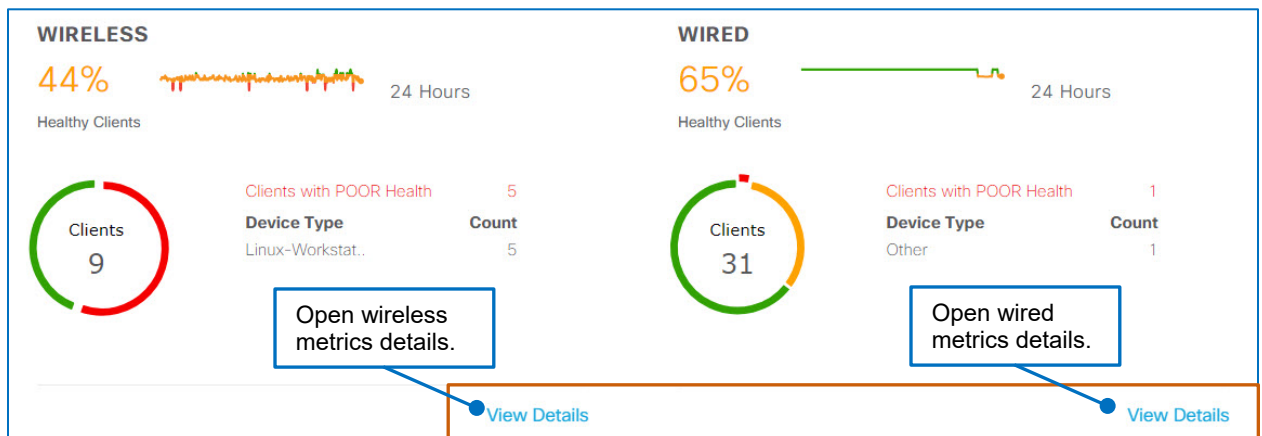 WIRELESS
44%
24 Hours
Healthy Clients
Clients
9
Clients with POOR Health 5
Device Type Count
Linux-Workstat.. 5
Open wireless
metrics details.
View Details
WIRED
65%
24 Hours
Healthy Clients
Clients
31
Clients with POOR Health 1
Device Type Count
Other 1
Open wired
metrics details.
View Details